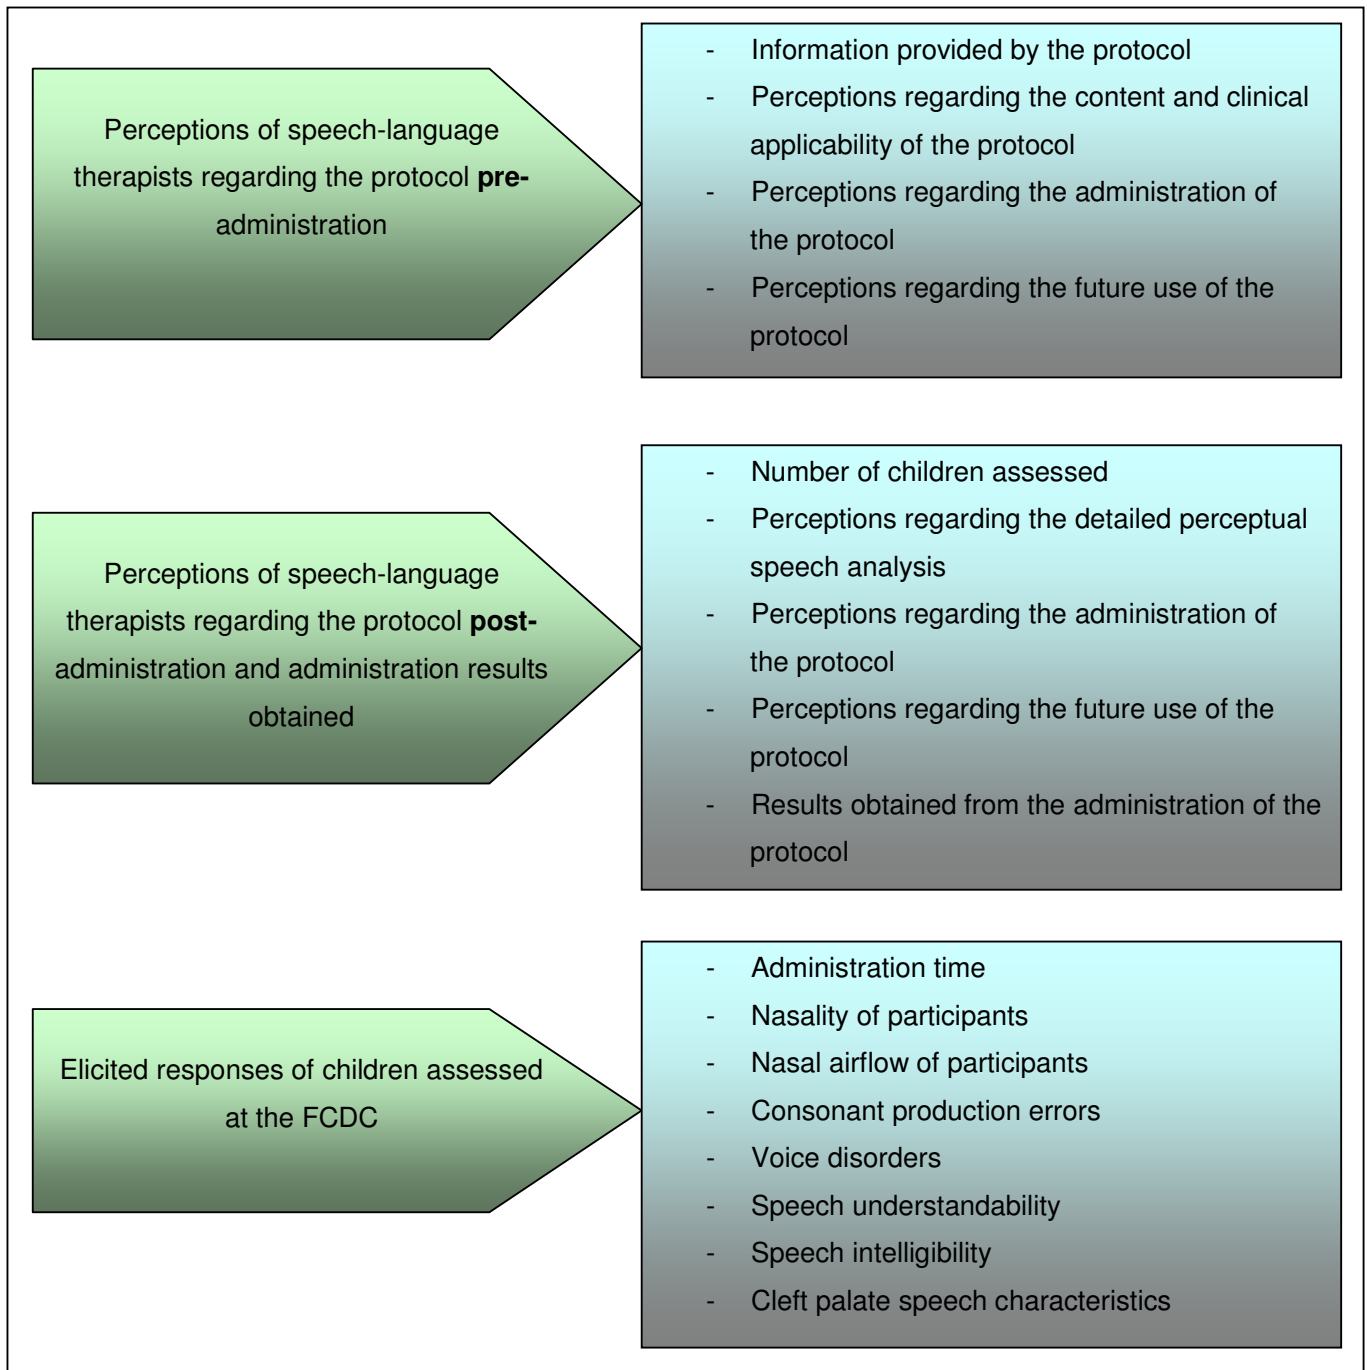 Perceptions of speech-language
therapists regarding the protocol pre-
administration
- Information provided by the protocol
- Perceptions regarding the content and clinical
applicability of the protocol
- Perceptions regarding the administration of
the protocol
- Perceptions regarding the future use of the
protocol
Perceptions of speech-language
therapists regarding the protocol post-
administration and administration results
obtained
- Number of children assessed
- Perceptions regarding the detailed perceptual
speech analysis
- Perceptions regarding the administration of
the protocol
- Perceptions regarding the future use of the
protocol
- Results obtained from the administration of the
protocol
Elicited responses of children assessed
at the FCDC
- Administration time
- Nasality of participants
- Nasal airflow of participants
- Consonant production errors
- Voice disorders
- Speech understandability
- Speech intelligibility
- Cleft palate speech characteristics